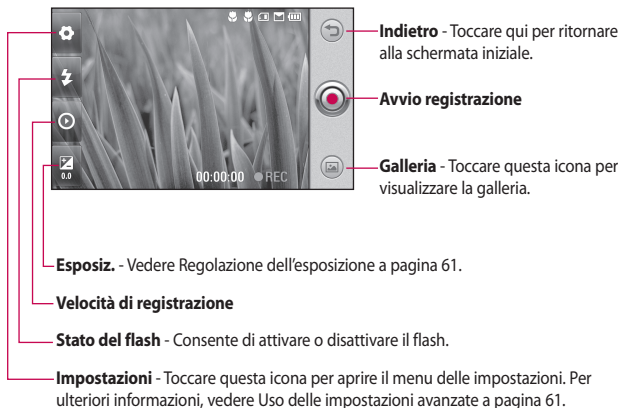 Indietro - Toccare qui per ritornare
alla schermata iniziale.
Avvio registrazione
0.0
00:00:00 REC
Galleria - Toccare questa icona per
visualizzare la galleria.
Esposiz. - Vedere Regolazione dell'esposizione a pagina 61.
Velocità di registrazione
Stato del flash - Consente di attivare o disattivare il flash.
Impostazioni - Toccare questa icona per aprire il menu delle impostazioni. Per
ulteriori informazioni, vedere Uso delle impostazioni avanzate a pagina 61.